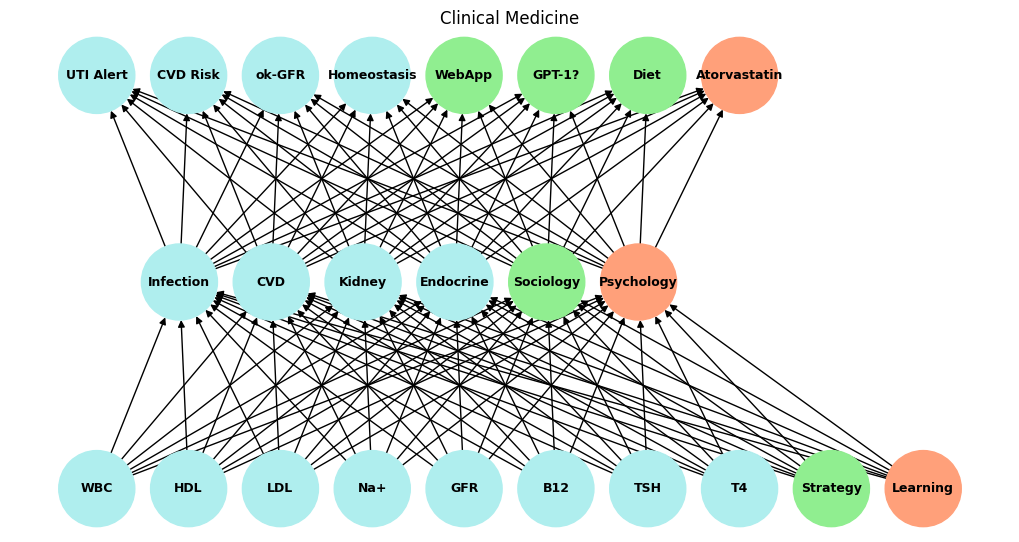 Clinical Medicine
UTI Alert CVD Risk ok-GFR Homeostasis WebApp GPT-1? Diet Atorvastatin
Infection CVD Kidney Endocrine Sociology Psychology
WBC HDL LDL Na+ GFR B12 TSH T4 Strategy Learning